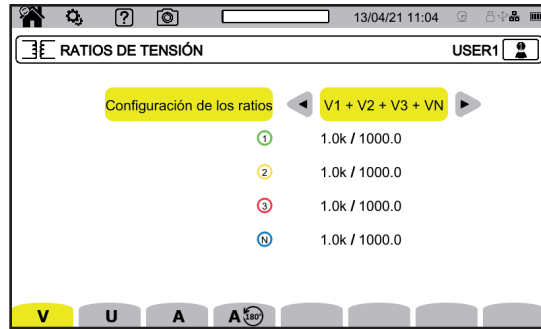 13/04/21 11:04
RATIOS DE TENSIÓN USER1
Configuración de los ratios V1 + V2 + V3 + VN
1 1.0k / 1000.0
2 1.0k / 1000.0
3 1.0k / 1000.0
N 1.0k / 1000.0
V U A A 180°